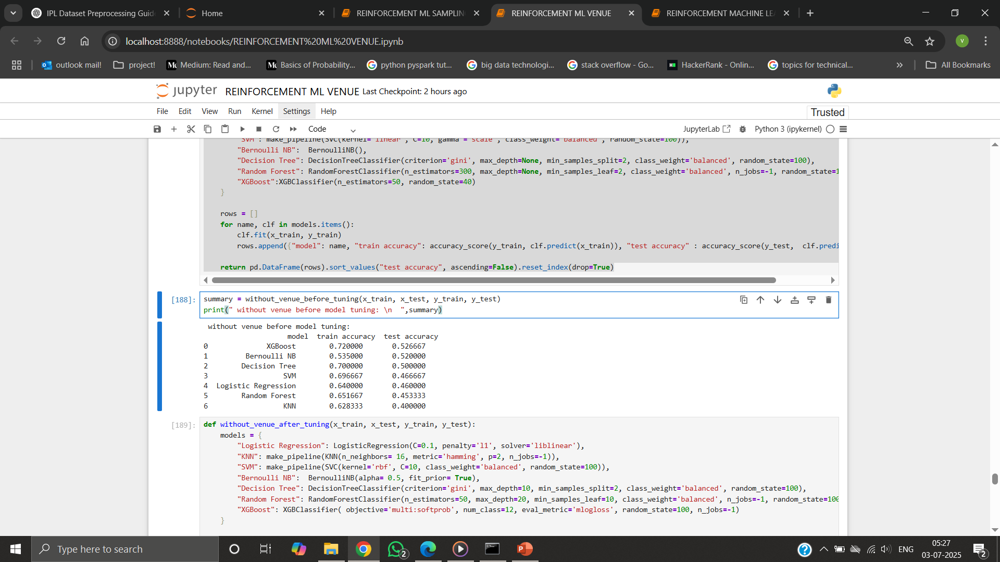 IPL Dataset Preprocessing Guid
Home
REINFORCEMENT ML SAMPLIN
REINFORCEMENT ML VENUE
REINFORCEMENT MACHINE LE
localhost:8888/notebooks/REINFORCEMENT%20ML%20VENUE.ipynb
V
outlook mail!
project!
Medium: Read and...
Basics of Probability...
python pyspark tut...
big data technologi...
stack overflow - Go...
HackerRank - Onlin...
topics for technical...
All Bookmarks
jupyter REINFORCEMENT ML VENUE Last Checkpoint: 2 hours ago
File Edit View Run Kernel Settings Help
Trusted
Code
JupyterLab
Python 3 (ipykernel)
"SVM": make_pipeline(SVC(kernel='linear', C=10, gamma='scale', class_weight='balanced', random_state=100)),
"Bernoulli NB":  BernoulliNB(),
"Decision Tree": DecisionTreeClassifier(criterion='gini', max_depth=None, min_samples_split=2, class_weight='balanced', random_state=100),
"Random Forest": RandomForestClassifier(n_estimators=300, max_depth=None, min_samples_leaf=2, class_weight='balanced', n_jobs=-1, random_state=1
"XGBoost":XGBClassifier(n_estimators=50, random_state=40)
}
rows = []
for name, clf in models.items():
clf.fit(x_train, y_train)
rows.append({"model": name, "train accuracy": accuracy_score(y_train, clf.predict(x_train)), "test accuracy" : accuracy_score(y_test,  clf.predi
return pd.DataFrame(rows).sort_values("test accuracy", ascending=False).reset_index(drop=True)
[188]:
summary = without_venue_before_tuning(x_train, x_test, y_train, y_test)
print(" without venue before model tuning: \n  ",summary)
without venue before model tuning:
model  train accuracy  test accuracy
0 XGBoost 0.720000 0.526667
1 Bernoulli NB 0.535000 0.520000
2 Decision Tree 0.700000 0.500000
3 SVM 0.696667 0.466667
4 Logistic Regression 0.640000 0.460000
5 Random Forest 0.651667 0.453333
6 KNN 0.628333 0.400000
[189]:
def without_venue_after_tuning(x_train, x_test, y_train, y_test):
models = {
"Logistic Regression": LogisticRegression(C=0.1, penalty='l1', solver='liblinear'),
"KNN": make_pipeline(KNN(n_neighbors= 16, metric='hamming', p=2, n_jobs=-1)),
"SVM": make_pipeline(SVC(kernel='rbf', C=10, class_weight='balanced', random_state=100)),
"Bernoulli NB":  BernoulliNB(alpha= 0.5, fit_prior= True),
"Decision Tree": DecisionTreeClassifier(criterion='gini', max_depth=10, min_samples_split=2, class_weight='balanced', random_state=100),
"Random Forest": RandomForestClassifier(n_estimators=50, max_depth=20, min_samples_leaf=10, class_weight='balanced', n_jobs=-1, random_state=100
"XGBoost": XGBClassifier( objective='multi:softprob', num_class=12, eval_metric='mlogloss', random_state=100, n_jobs=-1)
}
Type here to search
2
ENG
05:27
03-07-2025
2